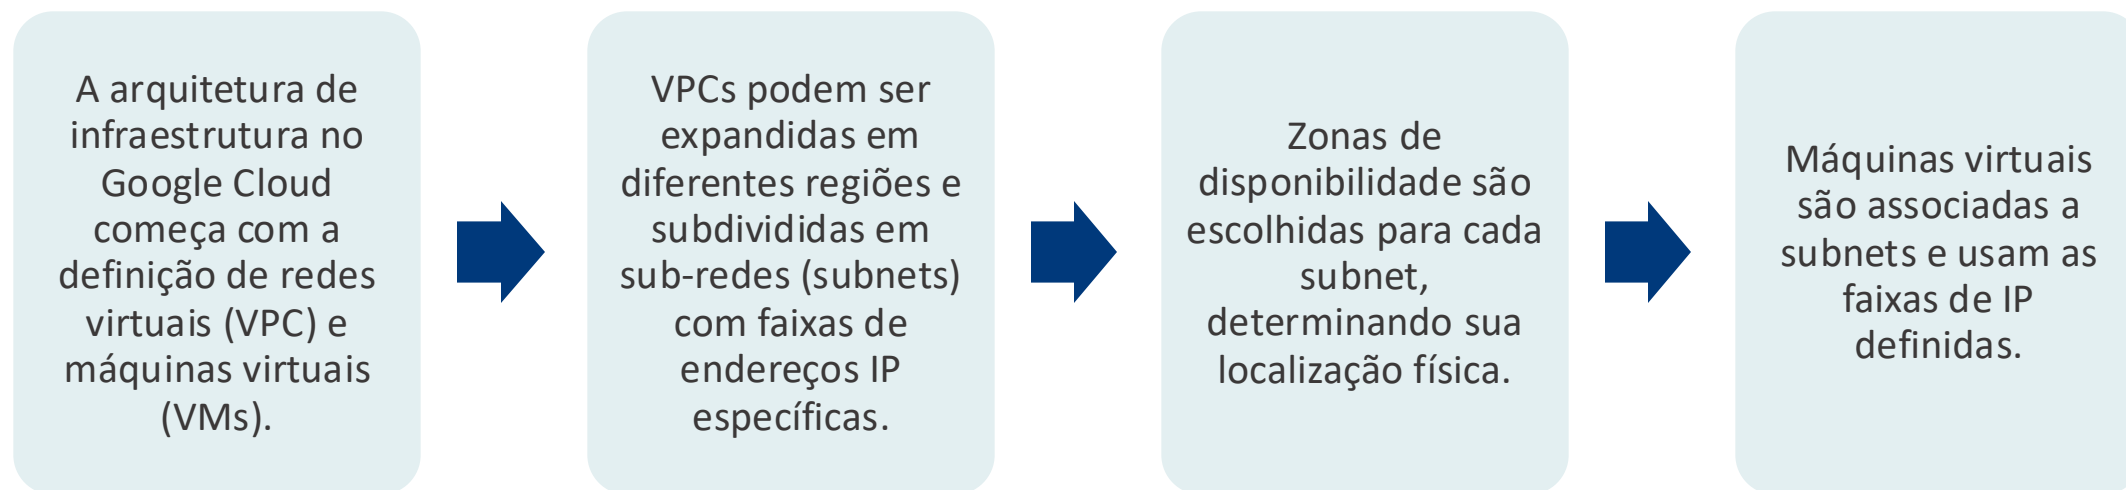 A arquitetura de
infraestrutura no
Google Cloud
começa com a
definição de redes
virtuais (VPC) e
máquinas virtuais
(VMs).
VPCs podem ser
expandidas em
diferentes regiões e
subdivididas em
sub-redes (subnets)
com faixas de
endereços IP
específicas.
Zonas de
disponibilidade são
escolhidas para cada
subnet,
determinando sua
localização física.
Máquinas virtuais
são associadas a
subnets e usam as
faixas de IP
definidas.